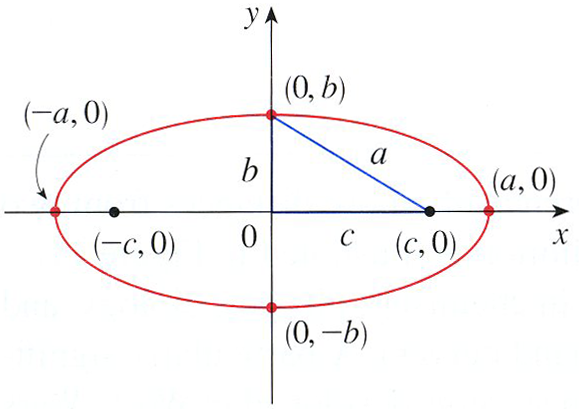 y
(0, b)
(−a, 0)
b
a
(a, 0)
(−c, 0)
0
c
(c, 0)
x
(0, −b)